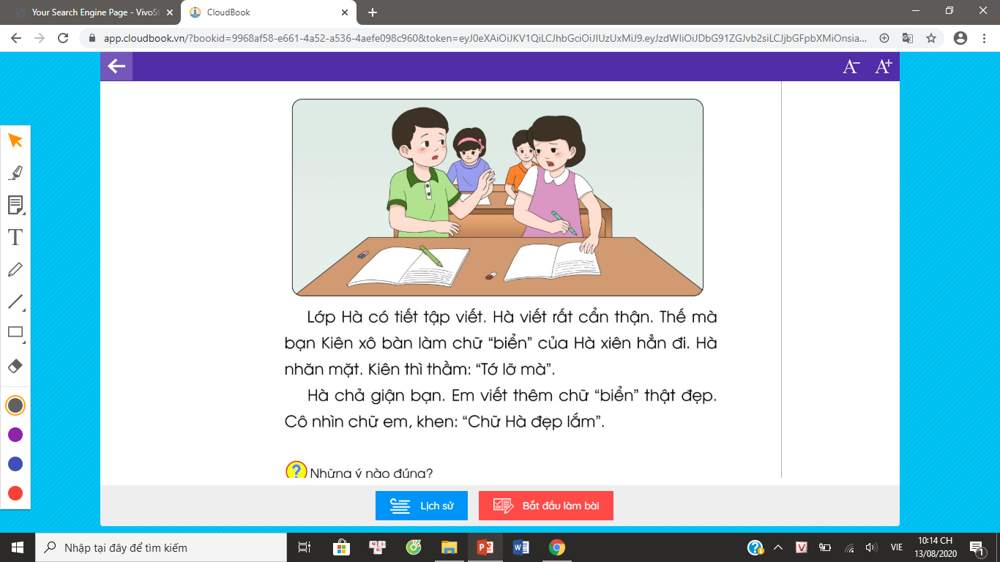 Your Search Engine Page - VivoSt
CloudBook
app.cloudbook.vn/?bookid=9968af58-e661-4a52-a536-4aefe098c960&token=eyJ0eXAiOiJKV1QiLCJhbGciOiJIUzUxMiJ9.eyJzdWIiOiJDbG91ZGJvb2siLCJjbGFpbXMiOnsia...
A- A+
T
Lớp Hà có tiết tập viết. Hà viết rất cẩn thận. Thế mà
bạn Kiên xô bàn làm chữ “biển” của Hà xiên hẳn đi. Hà
nhăn mặt. Kiên thì thầm: “Tớ lỡ mà”.
Hà chả giận bạn. Em viết thêm chữ “biển” thật đẹp.
Cô nhìn chữ em, khen: “Chữ Hà đẹp lắm”.
? Những ý nào đúng?
Lịch sử
Bắt đầu làm bài
Nhập tại đây để tìm kiếm
VIE
10:14 CH
13/08/2020
1